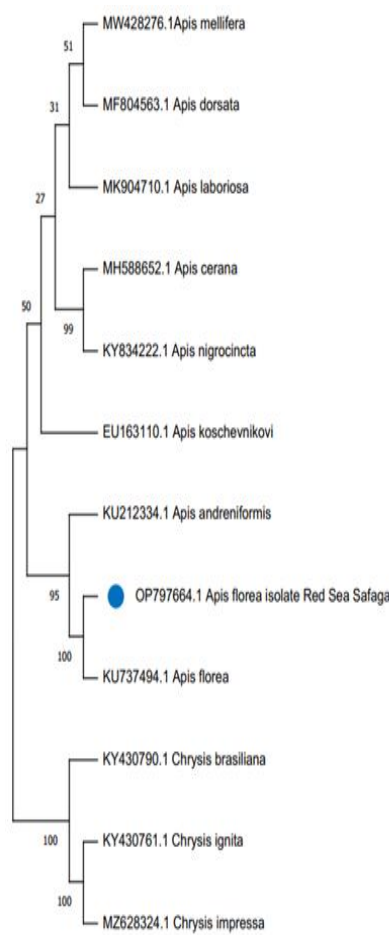 MW428276.1Apis mellifera
51
MF804563.1 Apis dorsata
31
MK904710.1 Apis laboriosa
27
MH588652.1 Apis cerana
50
99
KY834222.1 Apis nigrocincta
EU163110.1 Apis koschevnikovi
KU212334.1 Apis andreniformis
95
OP797664.1 Apis florea isolate Red Sea Safaga
100
KU737494.1 Apis florea
KY430790.1 Chrysis brasiliana
100
KY430761.1 Chrysis ignita
100
MZ628324.1 Chrysis impressa